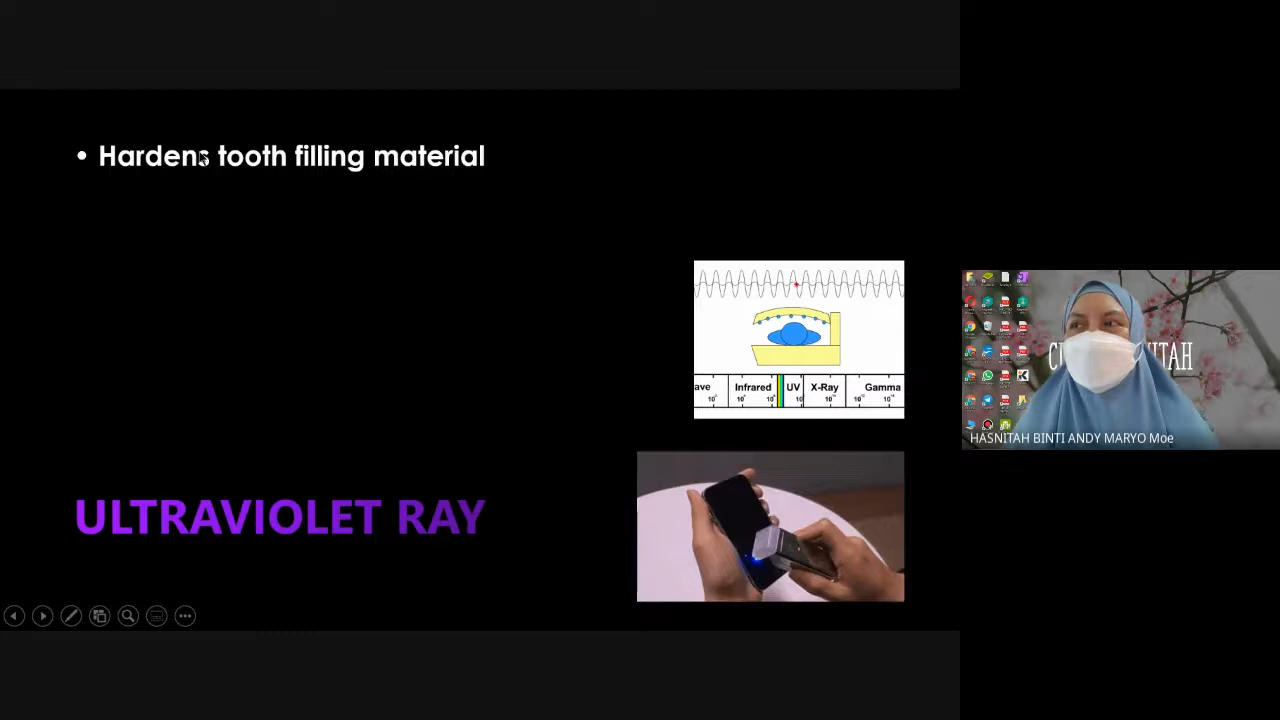 • Hardens tooth filling material
ave
Infrared
UV
X-Ray
Gamma
ULTRAVIOLET RAY
HASNITAH BINTI ANDY MARYO Moe